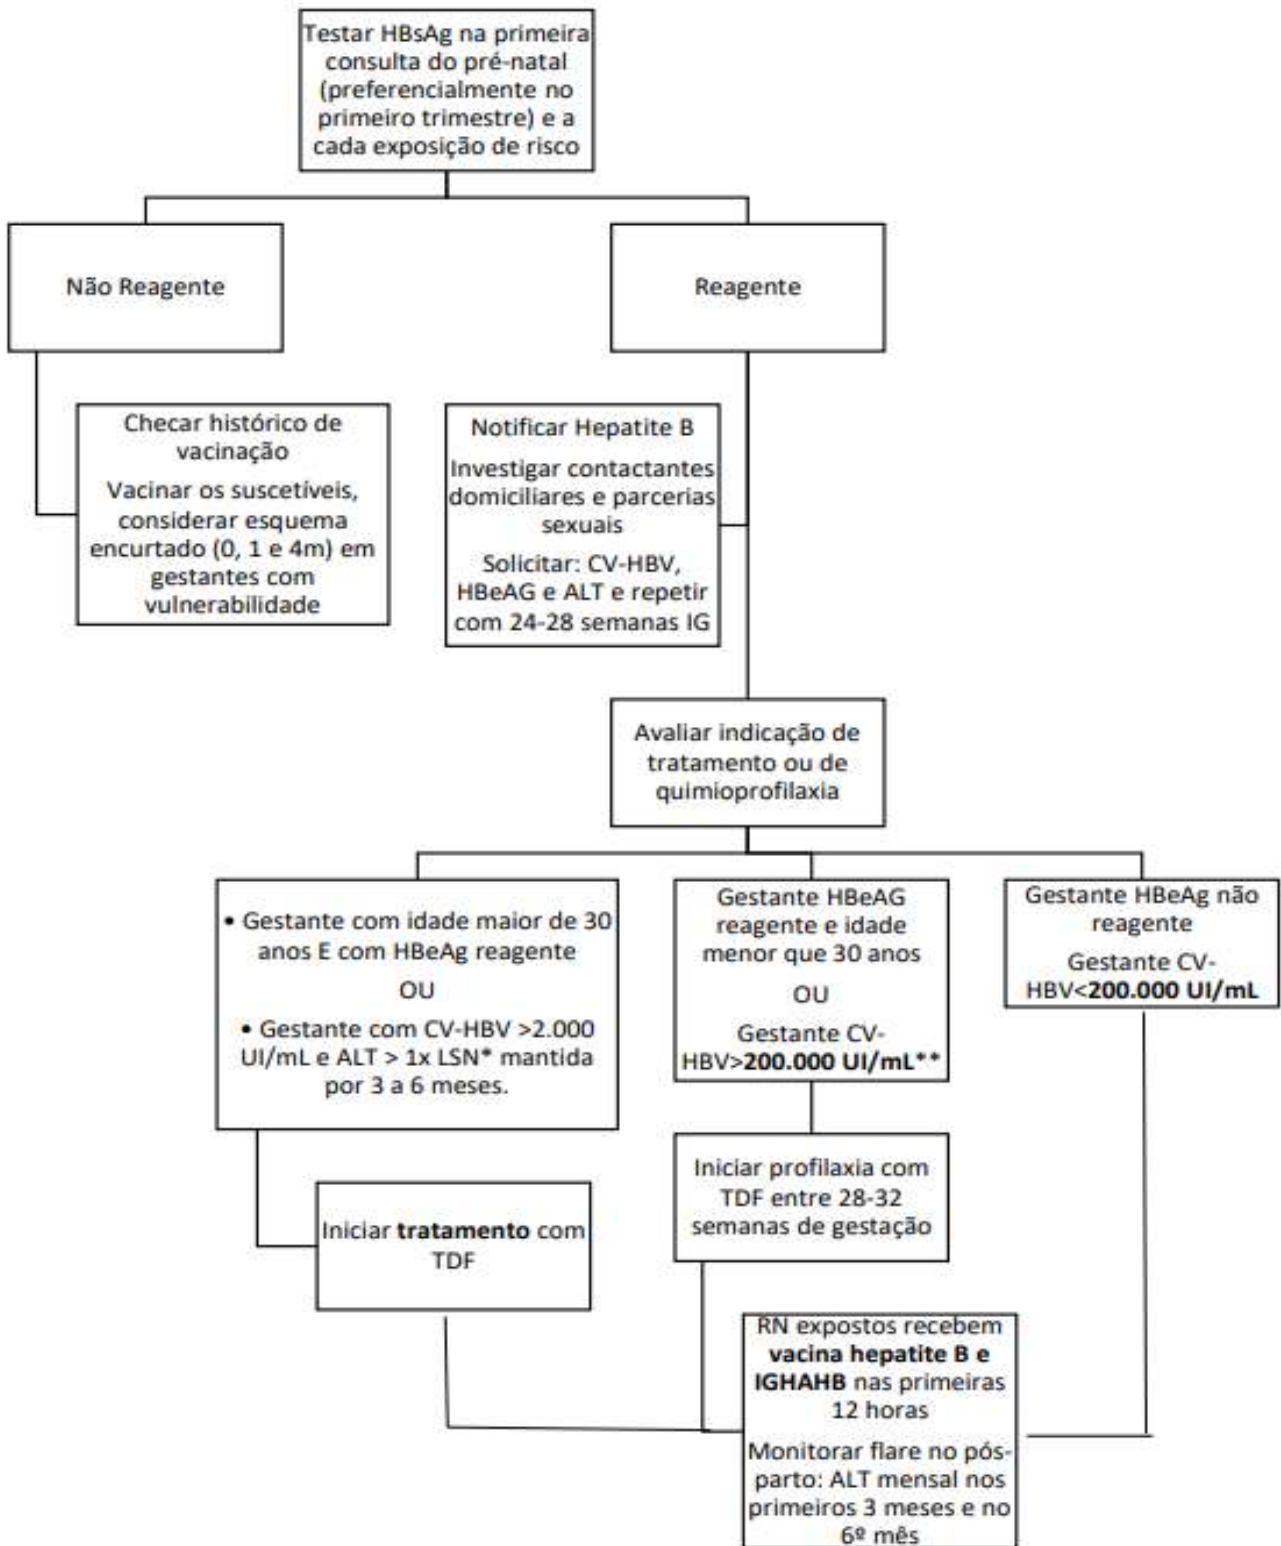 Testar HBsAg na primeira
consulta do pré-natal
(preferencialmente no
primeiro trimestre) e a
cada exposição de risco
Não Reagente
Reagente
Checar histórico de
vacinação
Vacinar os suscetíveis,
considerar esquema
encurtado (0, 1 e 4m) em
gestantes com
vulnerabilidade
Notificar Hepatite B
Investigar contactantes
domiciliares e parcerias
sexuais
Solicitar: CV-HBV,
HBeAG e ALT e repetir
com 24-28 semanas IG
Avaliar indicação de
tratamento ou de
quimioprofilaxia
• Gestante com idade maior de 30
anos E com HBeAg reagente
OU
• Gestante com CV-HBV >2.000
UI/mL e ALT > 1x LSN* mantida
por 3 a 6 meses.
Gestante HBeAG
reagente e idade
menor que 30 anos
OU
Gestante CV-
HBV>200.000 UI/mL**
Gestante HBeAg não
reagente
Gestante CV-
HBV<200.000 UI/mL
Iniciar tratamento com
TDF
Iniciar profilaxia com
TDF entre 28-32
semanas de gestação
RN expostos recebem
vacina hepatite B e
IGHAHB nas primeiras
12 horas
Monitorar flare no pós-
parto: ALT mensal nos
primeiros 3 meses e no
6º mês